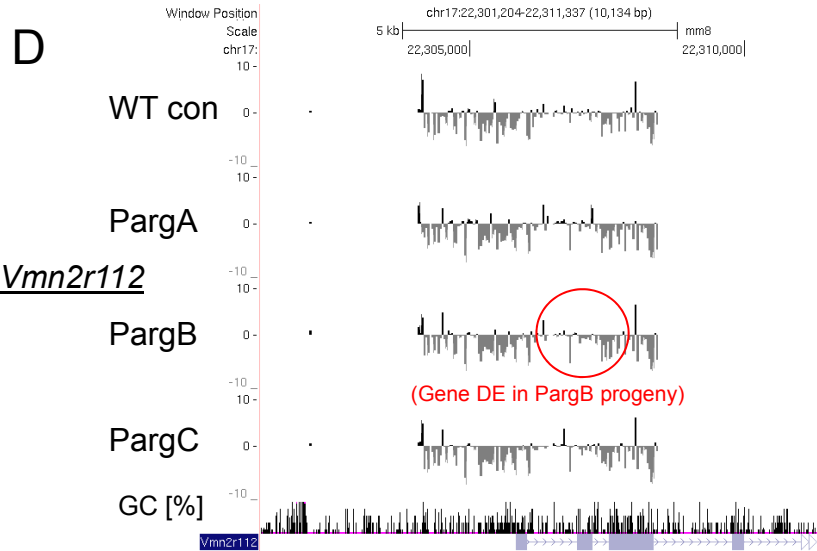 D
Window Position chr17:22,301,204-22,311,337 (10,134 bp)
Scale 5 kb mm8
chr17: 22,305,000 22,310,000
10 -
WT con 0 -
-10 _
10 -
PargA 0 -
-10 _
Vmn2r112
10 -
PargB 0 -
-10 _
(Gene DE in PargB progeny)
10 -
PargC 0 -
-10 _
GC [%]
Vmn2r112